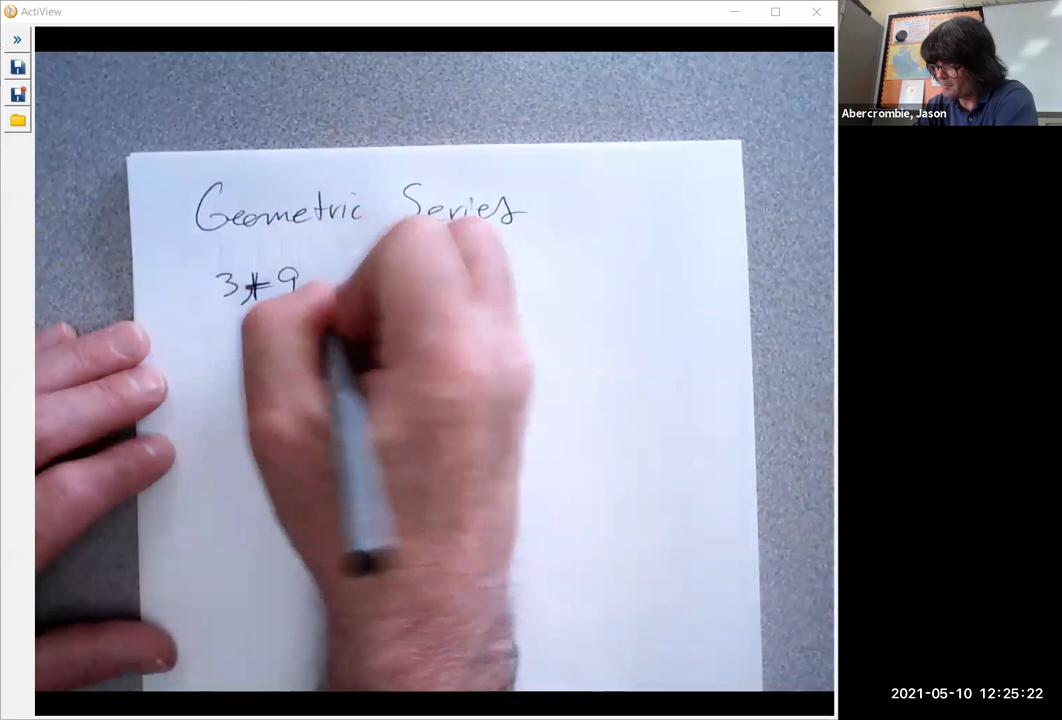 ActiView
»
Abercrombie, Jason
Geometric Series
3 + 9
2021-05-10 12:25:22